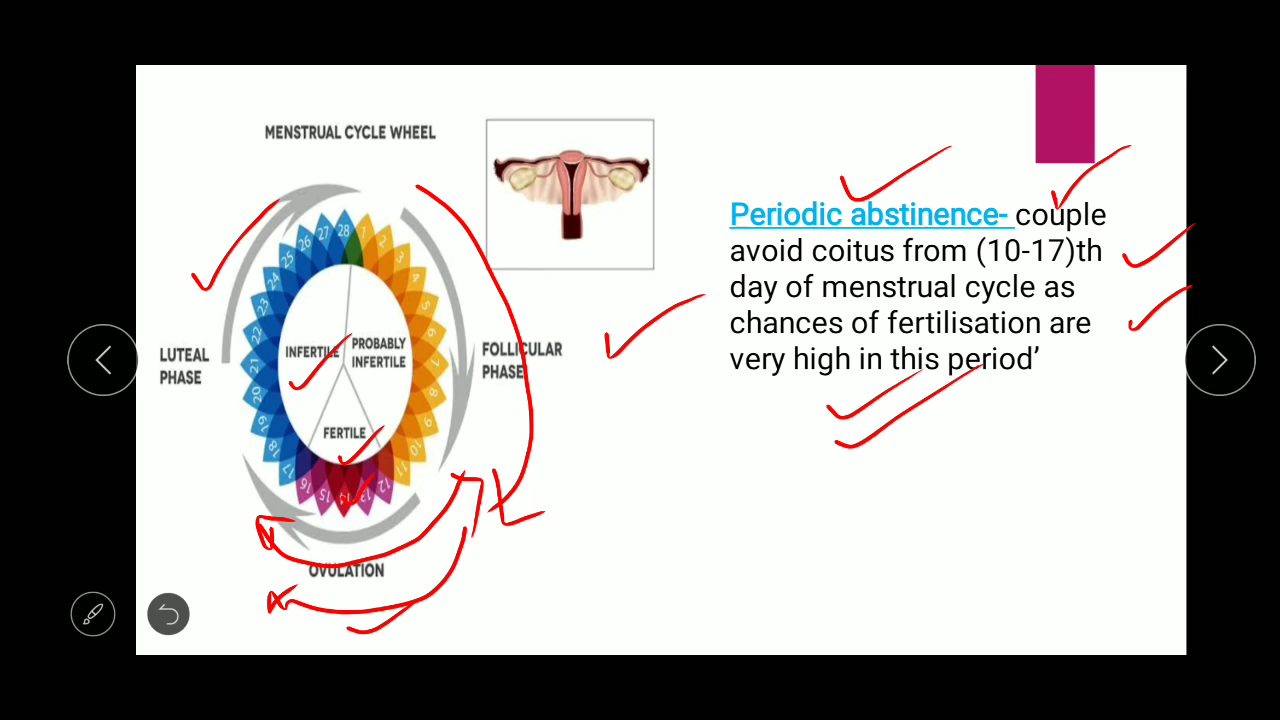 MENSTRUAL CYCLE WHEEL
28 1 2 3 4 5 6 7 8 9 10 11 12 13 14 15 16 17 18 19 20 21 22 23 24 25 26 27
INFERTILE
PROBABLY
INFERTILE
FERTILE
LUTEAL
PHASE
FOLLICULAR
PHASE
OVULATION
Periodic abstinence- couple
avoid coitus from (10-17)th
day of menstrual cycle as
chances of fertilisation are
very high in this period’